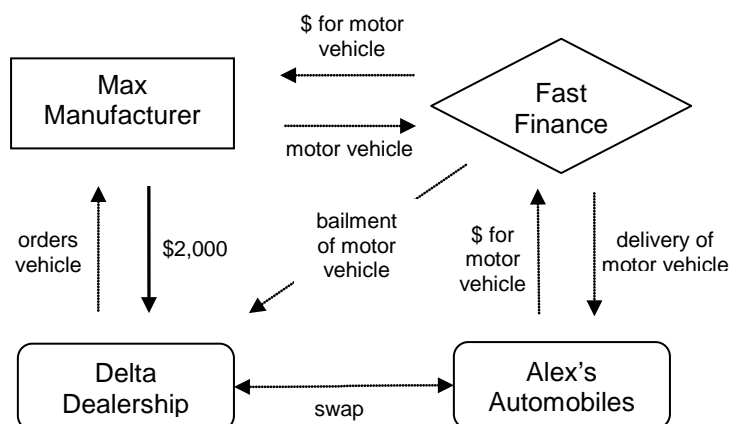 $ for motor
vehicle
Max
Manufacturer
Fast
Finance
motor vehicle
orders
vehicle
$2,000
bailment
of motor
vehicle
$ for
motor
vehicle
delivery of
motor vehicle
Delta
Dealership
swap
Alex's
Automobiles